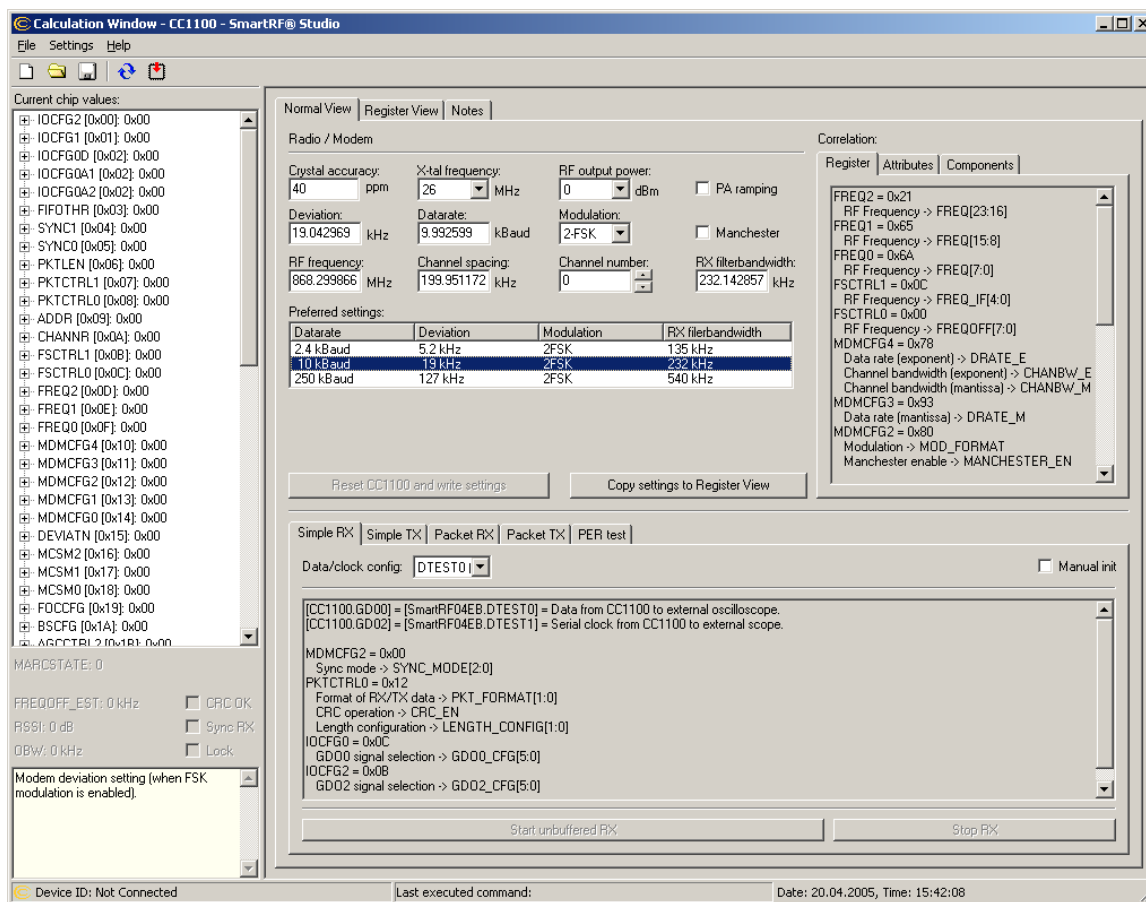 Calculation Window - CC1100 - SmartRF® Studio
File Settings Help
Current chip values:
IOCFG2 [0x00]: 0x00
IOCFG1 [0x01]: 0x00
IOCFG0D [0x02]: 0x00
IOCFG0A1 [0x02]: 0x00
IOCFG0A2 [0x02]: 0x00
FIFOTHR [0x03]: 0x00
SYNC1 [0x04]: 0x00
SYNC0 [0x05]: 0x00
PKTLEN [0x06]: 0x00
PKTCTRL1 [0x07]: 0x00
PKTCTRL0 [0x08]: 0x00
ADDR [0x09]: 0x00
CHANNR [0x0A]: 0x00
FSCTRL1 [0x0B]: 0x00
FSCTRL0 [0x0C]: 0x00
FREQ2 [0x0D]: 0x00
FREQ1 [0x0E]: 0x00
FREQ0 [0x0F]: 0x00
MDMCFG4 [0x10]: 0x00
MDMCFG3 [0x11]: 0x00
MDMCFG2 [0x12]: 0x00
MDMCFG1 [0x13]: 0x00
MDMCFG0 [0x14]: 0x00
DEVIATN [0x15]: 0x00
MCSM2 [0x16]: 0x00
MCSM1 [0x17]: 0x00
MCSM0 [0x18]: 0x00
FOCCFG [0x19]: 0x00
BSCFG [0x1A]: 0x00
AGCCTRL2 [0x1B]: 0x00
MARCSTATE: 0
FREQOFF_EST: 0 kHz CRC OK
RSSI: 0 dB Sync RX
OBW: 0 kHz Lock
Modem deviation setting (when FSK
modulation is enabled).
Normal View Register View Notes
Radio / Modem
Crystal accuracy: X-tal frequency: RF output power:
40 ppm 26 MHz 0 dBm PA ramping
Deviation: Datarate: Modulation:
19.042969 kHz 9.992599 kBaud 2-FSK Manchester
RF frequency: Channel spacing: Channel number: RX filterbandwidth:
868.299866 MHz 199.951172 kHz 0 232.142857 kHz
Preferred settings:
Datarate Deviation Modulation RX filerbandwidth
2.4 kBaud 5.2 kHz 2FSK 135 kHz
10 kBaud 19 kHz 2FSK 232 kHz
250 kBaud 127 kHz 2FSK 540 kHz
Reset CC1100 and write settings Copy settings to Register View
Correlation:
Register Attributes Components
FREQ2 = 0x21
RF Frequency -> FREQ[23:16]
FREQ1 = 0x65
RF Frequency -> FREQ[15:8]
FREQ0 = 0x6A
RF Frequency -> FREQ[7:0]
FSCTRL1 = 0x0C
RF Frequency -> FREQ_IF[4:0]
FSCTRL0 = 0x00
RF Frequency -> FREQOFF[7:0]
MDMCFG4 = 0x78
Data rate (exponent) -> DRATE_E
Channel bandwidth (exponent) -> CHANBW_E
Channel bandwidth (mantissa) -> CHANBW_M
MDMCFG3 = 0x93
Data rate (mantissa) -> DRATE_M
MDMCFG2 = 0x80
Modulation -> MOD_FORMAT
Manchester enable -> MANCHESTER_EN
Simple RX Simple TX Packet RX Packet TX PER test
Data/clock config: DTEST0 Manual init
[CC1100.GD00] = [SmartRF04EB.DTEST0] = Data from CC1100 to external oscilloscope.
[CC1100.GD02] = [SmartRF04EB.DTEST1] = Serial clock from CC1100 to external scope.
MDMCFG2 = 0x00
Sync mode -> SYNC_MODE[2:0]
PKTCTRL0 = 0x12
Format of RX/TX data -> PKT_FORMAT[1:0]
CRC operation -> CRC_EN
Length configuration -> LENGTH_CONFIG[1:0]
IOCFG0 = 0x0C
GDO0 signal selection -> GDO0_CFG[5:0]
IOCFG2 = 0x0B
GDO2 signal selection -> GDO2_CFG[5:0]
Start unbuffered RX Stop RX
Device ID: Not Connected Last executed command: Date: 20.04.2005, Time: 15:42:08